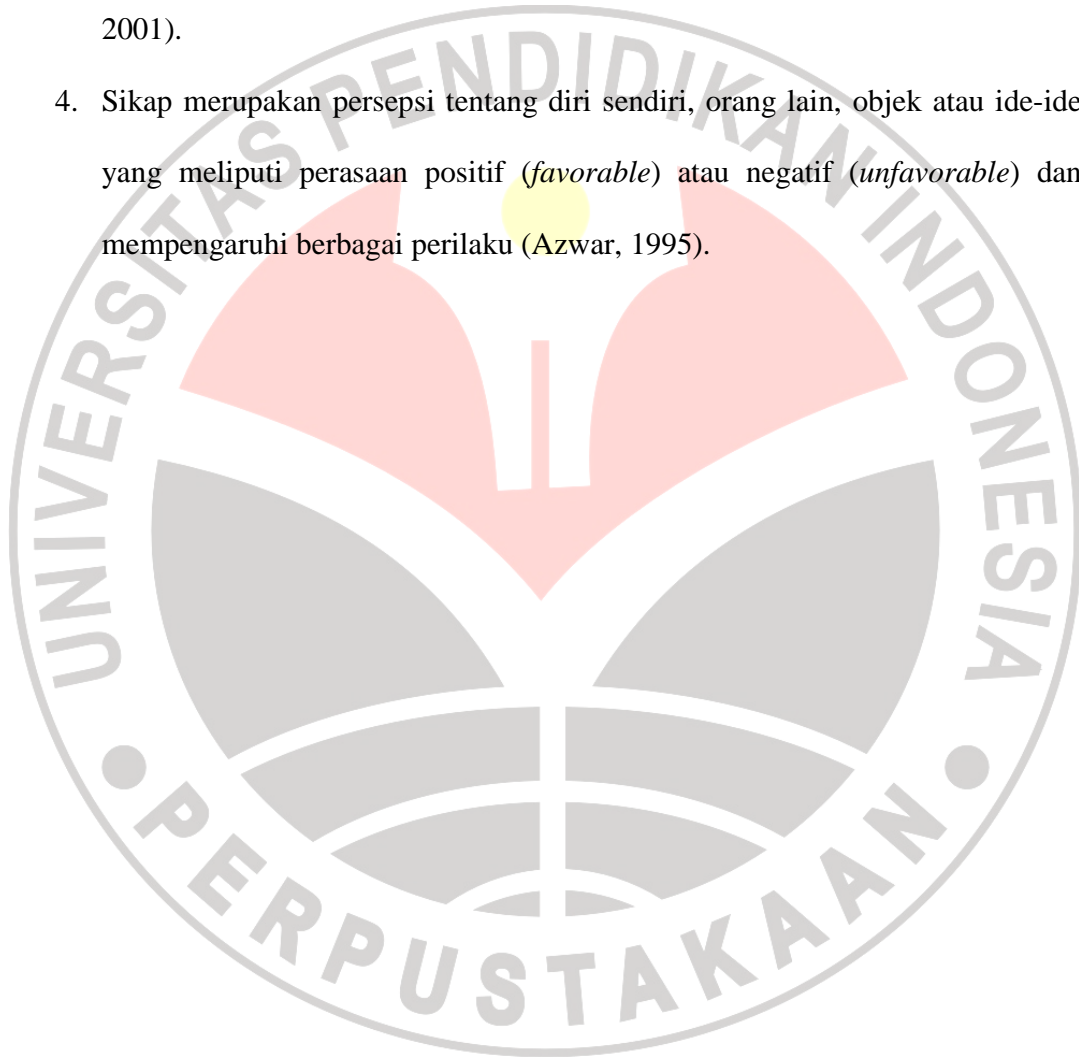 2001).
4. Sikap merupakan persepsi tentang diri sendiri, orang lain, objek atau ide-ide
yang meliputi perasaan positif (favorable) atau negatif (unfavorable) dan
mempengaruhi berbagai perilaku (Azwar, 1995).
UNIVERSITAS PENDIDIKAN INDONESIA
PERPUSTAKAAN